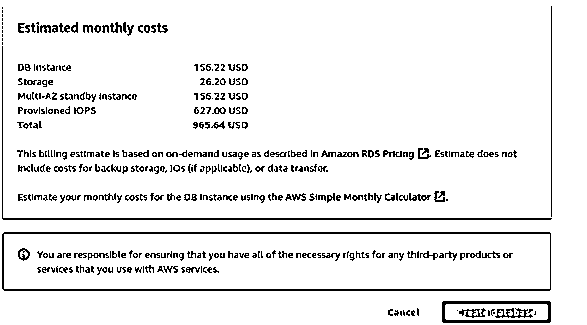 Estimated monthly costs
DB Instance 156.22 USD
Storage 26.20 USD
Multi-AZ standby instance 156.22 USD
Provisioned IOPS 627.00 USD
Total 965.64 USD
This billing estimate is based on on-demand usage as described in Amazon RDS Pricing. Estimate does not
include costs for backup storage, IOs (if applicable), or data transfer.
Estimate your monthly costs for the DB Instance using the AWS Simple Monthly Calculator.
You are responsible for ensuring that you have all of the necessary rights for any third-party products or
services that you use with AWS services.
Cancel